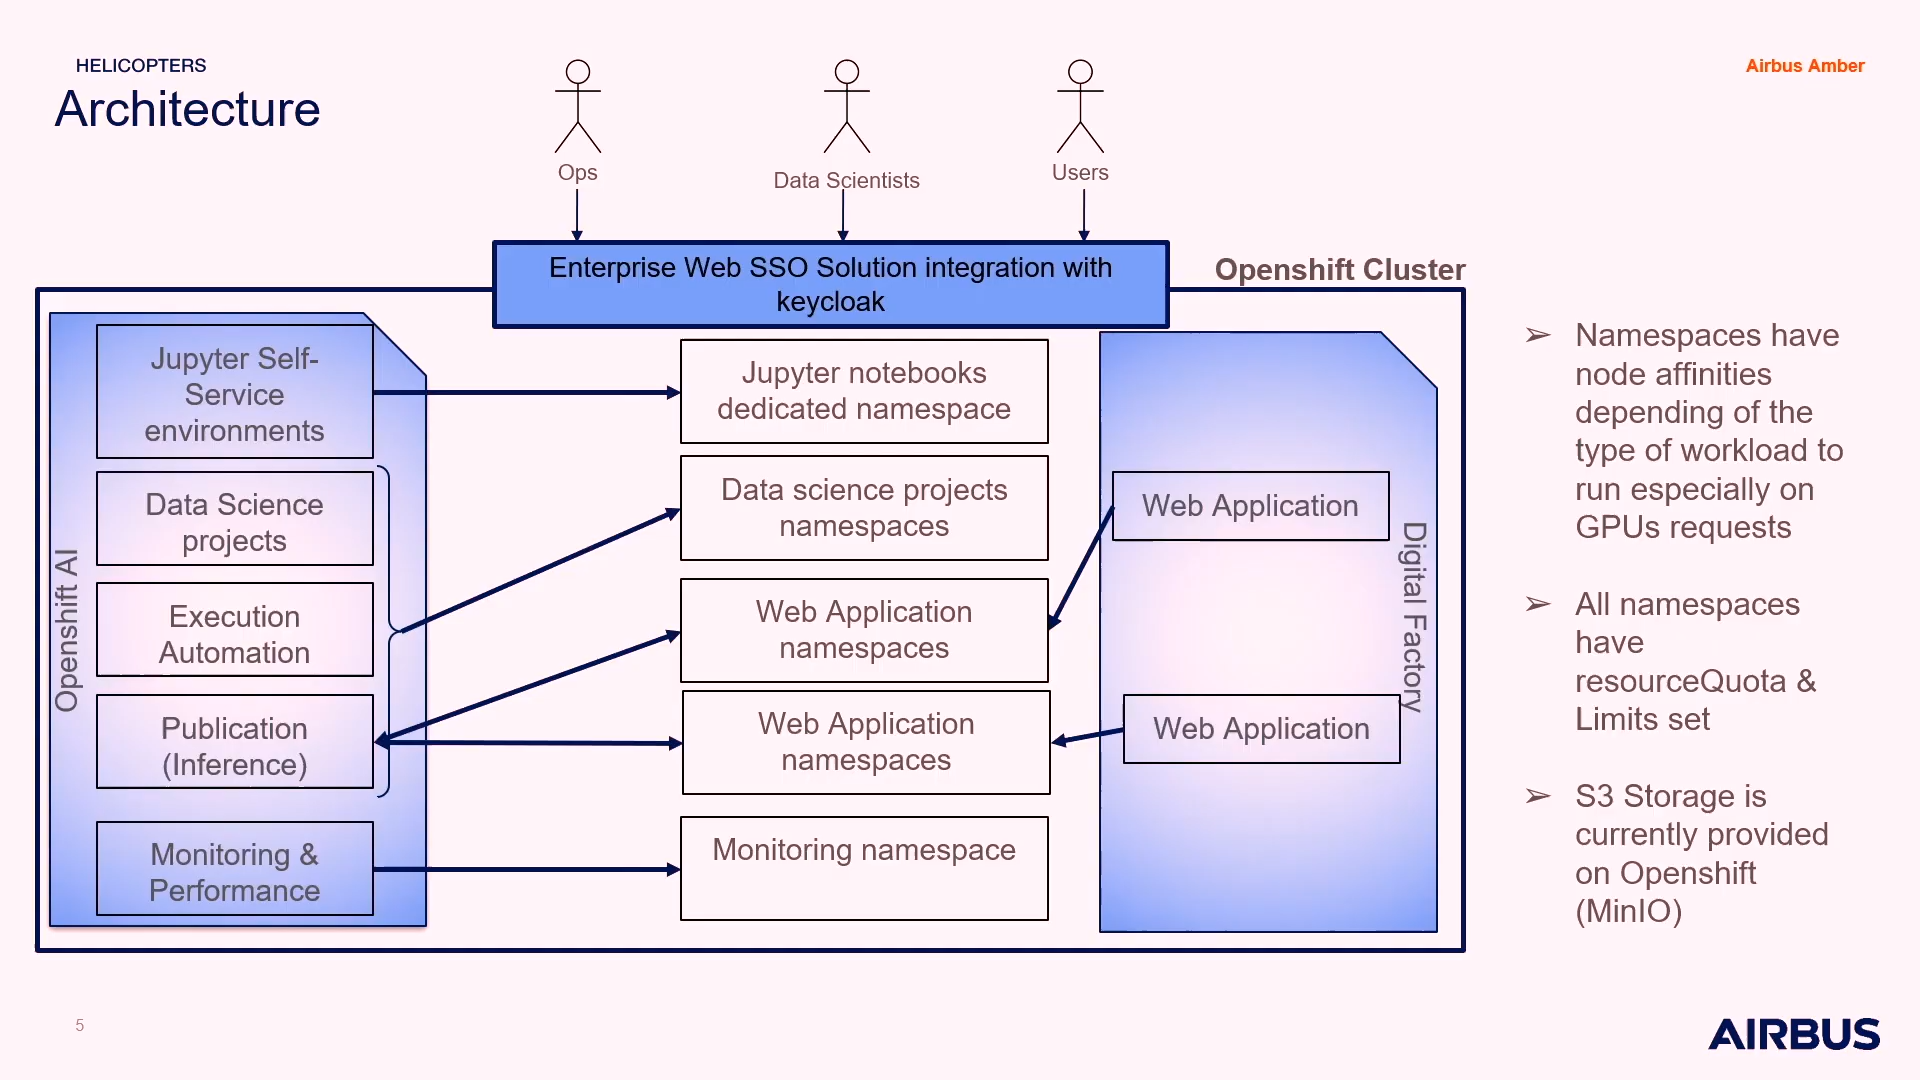 HELICOPTERS
Architecture
Airbus Amber
Ops
Data Scientists
Users
Enterprise Web SSO Solution integration with
keycloak
Openshift Cluster
Openshift AI
Jupyter Self-
Service
environments
Data Science
projects
Execution
Automation
Publication
(Inference)
Monitoring &
Performance
Jupyter notebooks
dedicated namespace
Data science projects
namespaces
Web Application
namespaces
Web Application
namespaces
Monitoring namespace
Web Application
Web Application
Digital Factory
➢ Namespaces have
node affinities
depending of the
type of workload to
run especially on
GPUs requests
➢ All namespaces
have
resourceQuota &
Limits set
➢ S3 Storage is
currently provided
on Openshift
(MinIO)
5
AIRBUS